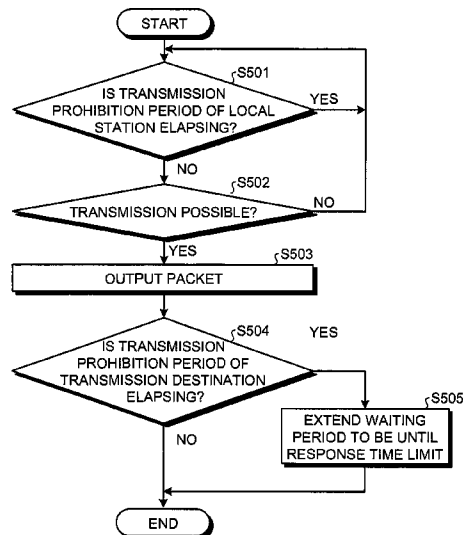 START
S501
IS TRANSMISSION
PROHIBITION PERIOD OF LOCAL
STATION ELAPSING?
YES
NO
S502
TRANSMISSION POSSIBLE?
NO
YES
S503
OUTPUT PACKET
S504
IS TRANSMISSION
PROHIBITION PERIOD OF
TRANSMISSION DESTINATION
ELAPSING?
YES
NO
S505
EXTEND WAITING
PERIOD TO BE UNTIL
RESPONSE TIME LIMIT
END